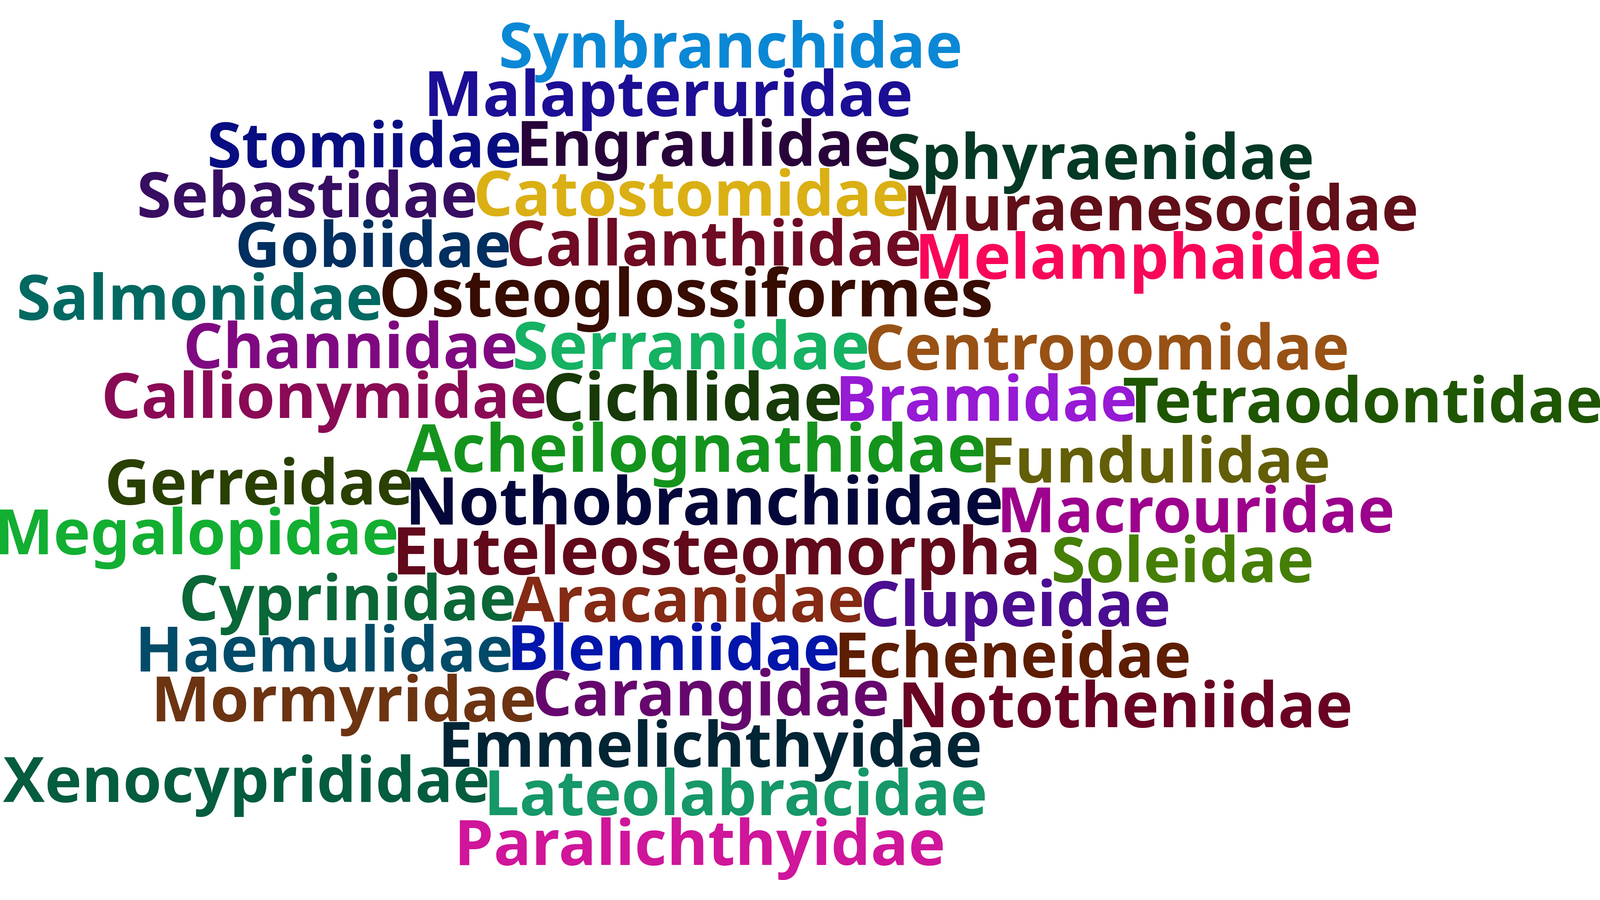 Synbranchidae
Malapteruridae
Stomiidae Engraulidae Sphyraenidae
Sebastidae Catostomidae Muraenesocidae
Gobiidae Callanthiidae Melamphaidae
Salmonidae Osteoglossiformes
Channidae Serranidae Centropomidae
Callionymidae Cichlidae Bramidae Tetraodontidae
Acheilognathidae Fundulidae
Gerreidae Nothobranchiidae Macrouridae
Megalopidae Euteleosteomorpha Soleidae
Cyprinidae Aracanidae Clupeidae
Haemulidae Blenniidae Echeneidae
Mormyridae Carangidae Nototheniidae
Emmelichthyidae
Xenocyprididae Lateolabracidae
Paralichthyidae